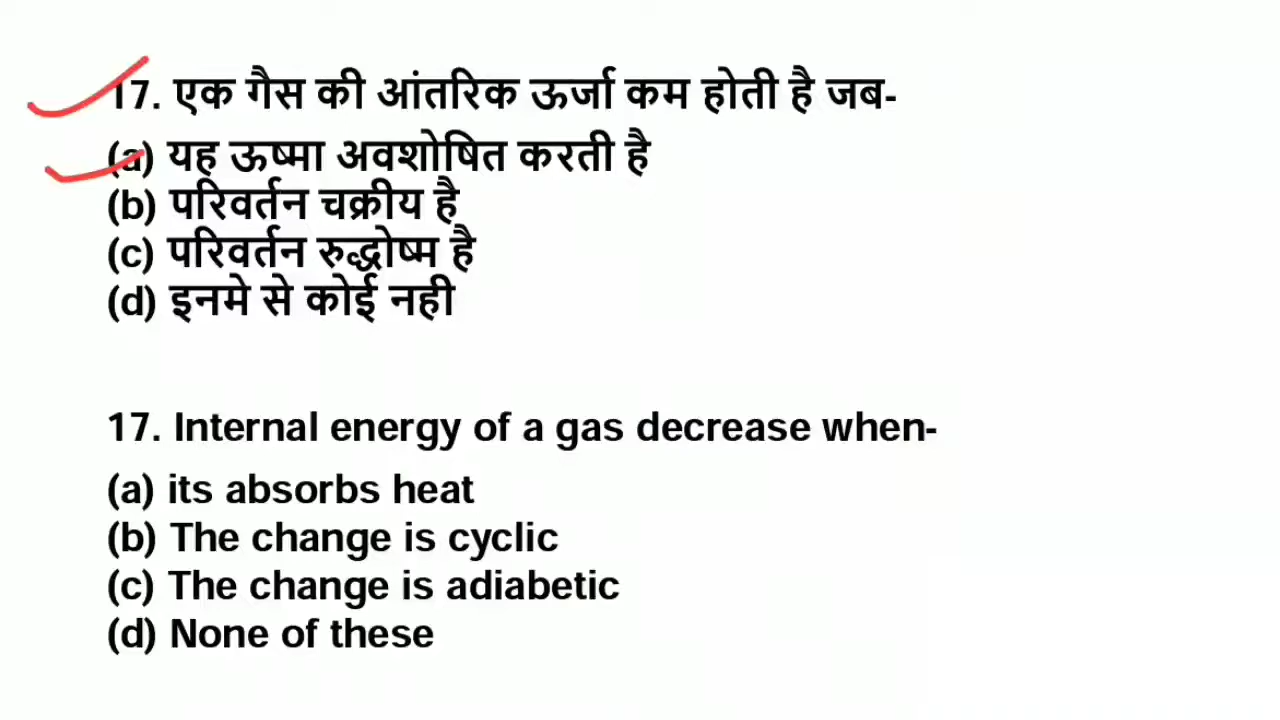 17. एक गैस की आंतरिक ऊर्जा कम होती है जब-
(a) यह ऊष्मा अवशोषित करती है
(b) परिवर्तन चक्रीय है
(c) परिवर्तन रुद्धोष्म है
(d) इनमे से कोई नही
17. Internal energy of a gas decrease when-
(a) its absorbs heat
(b) The change is cyclic
(c) The change is adiabetic
(d) None of these